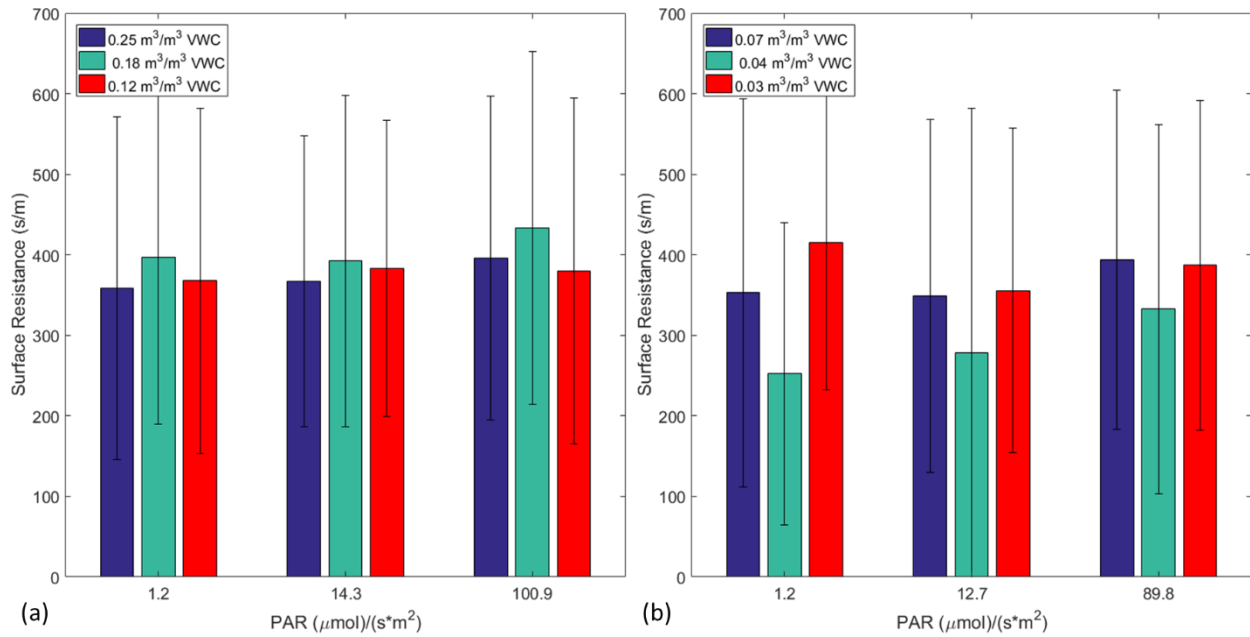 700
600
500
400
300
200
100
0
Surface Resistance (s/m)
0.25 m³/m³ VWC
0.18 m³/m³ VWC
0.12 m³/m³ VWC
1.2 14.3 100.9
PAR (μmol)/(s*m²)
(a)
700
600
500
400
300
200
100
0
Surface Resistance (s/m)
0.07 m³/m³ VWC
0.04 m³/m³ VWC
0.03 m³/m³ VWC
1.2 12.7 89.8
PAR (μmol)/(s*m²)
(b)